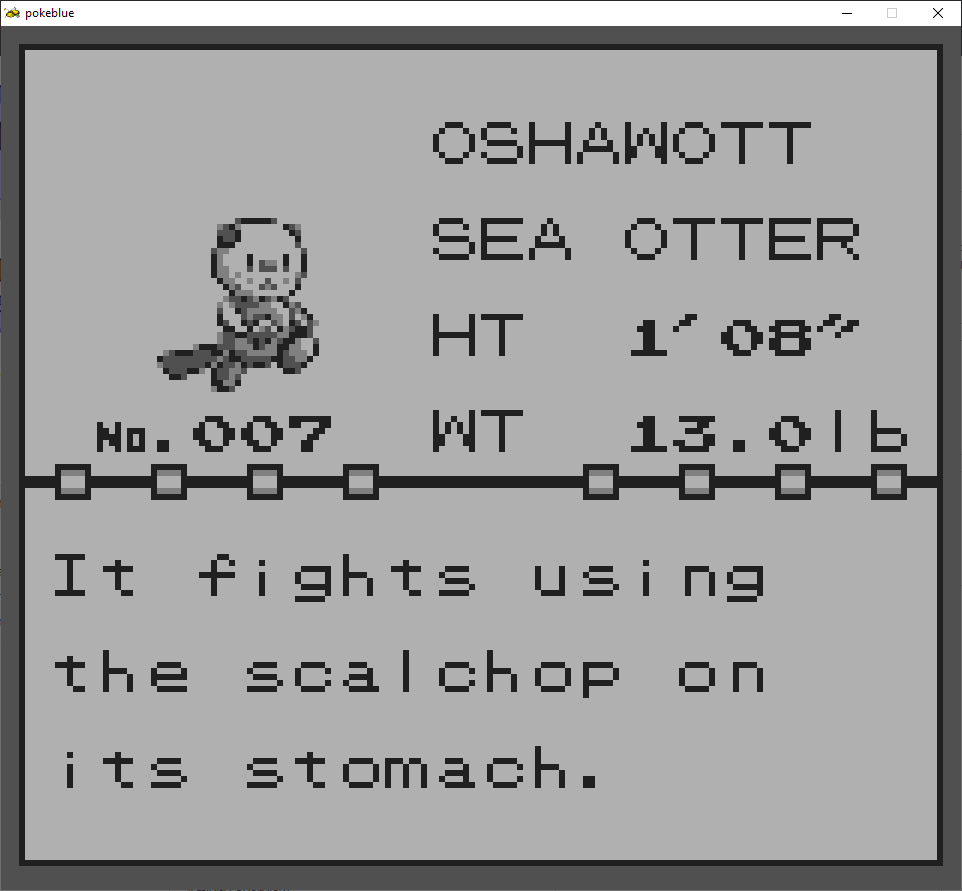 pokeblue
OSHAWOTT
SEA OTTER
HT 1′08″
No.007 WT 13.0lb
It fights using
the scalchop on
its stomach.